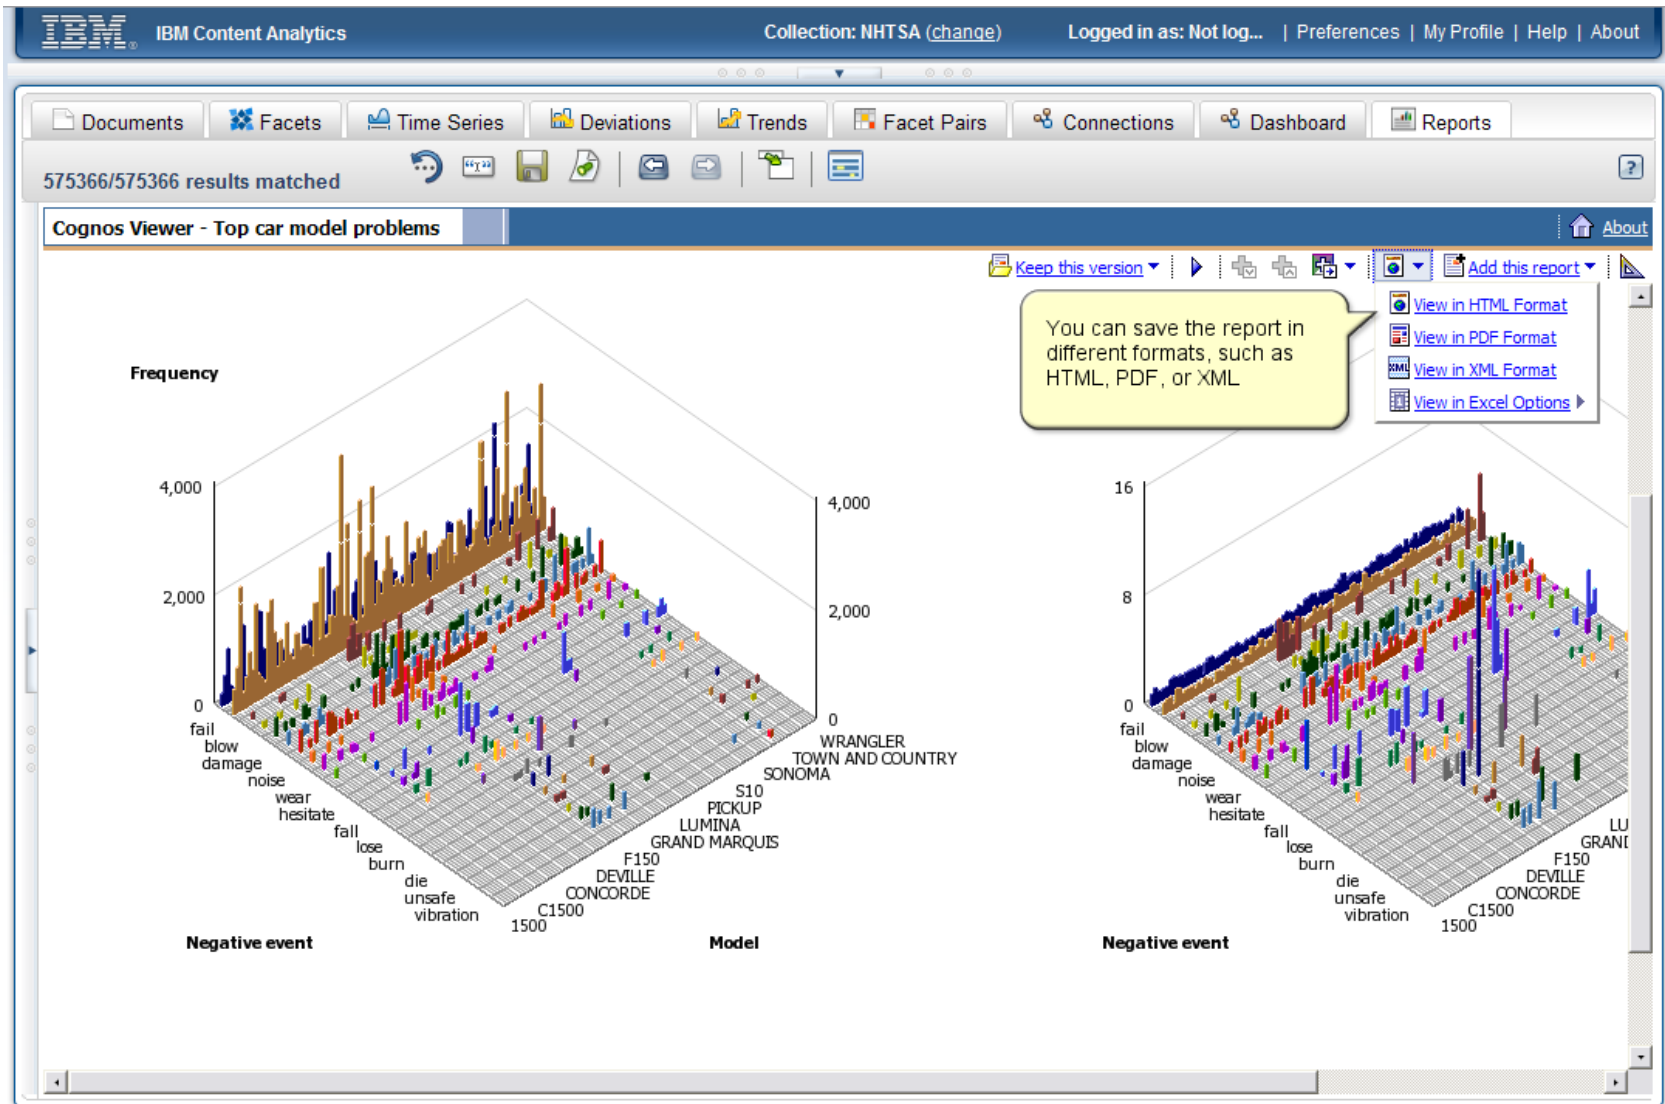 IBM IBM Content Analytics Collection: NHTSA (change) Logged in as: Not log... | Preferences | My Profile | Help | About
Documents Facets Time Series Deviations Trends Facet Pairs Connections Dashboard Reports
575366/575366 results matched
Cognos Viewer - Top car model problems About
Keep this version Add this report
View in HTML Format
View in PDF Format
XML View in XML Format
View in Excel Options
You can save the report in
different formats, such as
HTML, PDF, or XML
Frequency
4,000
2,000
0
4,000
2,000
0
fail
blow
damage
noise
wear
hesitate
fall
lose
burn
die
unsafe
vibration
WRANGLER
TOWN AND COUNTRY
SONOMA
S10
PICKUP
LUMINA
GRAND MARQUIS
F150
DEVILLE
CONCORDE
C1500
1500
Negative event
Model
16
8
0
fail
blow
damage
noise
wear
hesitate
fall
lose
burn
die
unsafe
vibration
LU
GRAND
F150
DEVILLE
CONCORDE
C1500
1500
Negative event